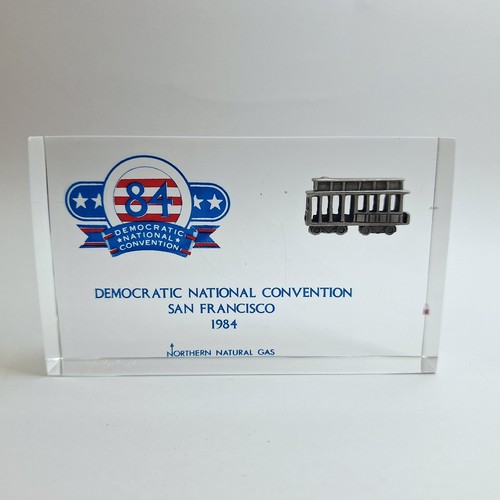 84
DEMOCRATIC
NATIONAL
CONVENTION
DEMOCRATIC NATIONAL CONVENTION
SAN FRANCISCO
1984
NORTHERN NATURAL GAS